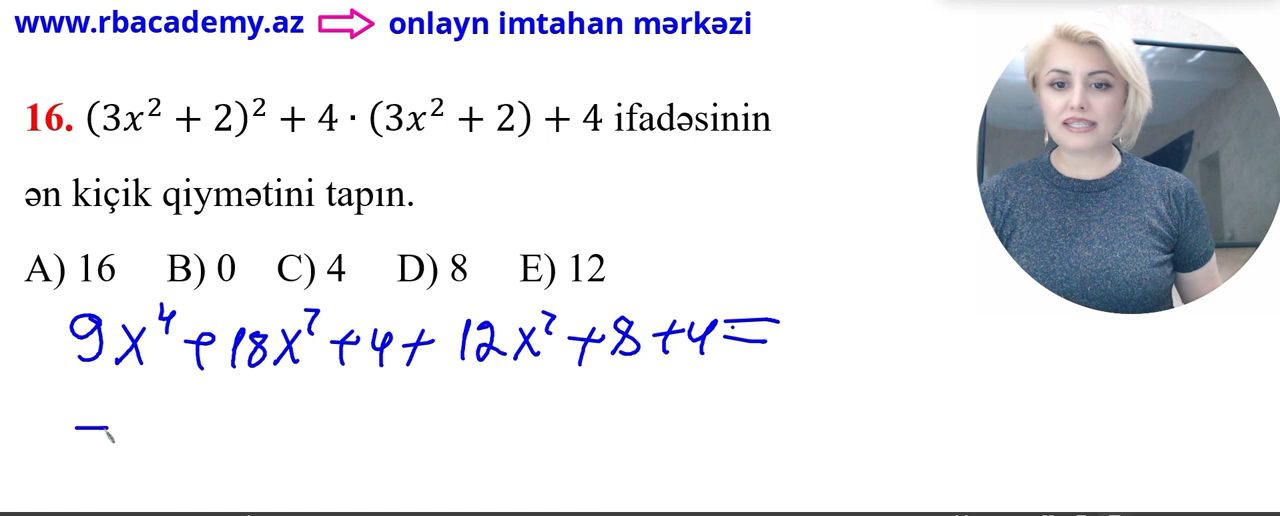 www.rbacademy.az ⇨ onlayn imtahan mərkəzi
16. (3x² + 2)² + 4 · (3x² + 2) + 4 ifadəsinin
ən kiçik qiymətini tapın.
A) 16 B) 0 C) 4 D) 8 E) 12
9x⁴ + 18x² + 4 + 12x² + 8 + 4 =